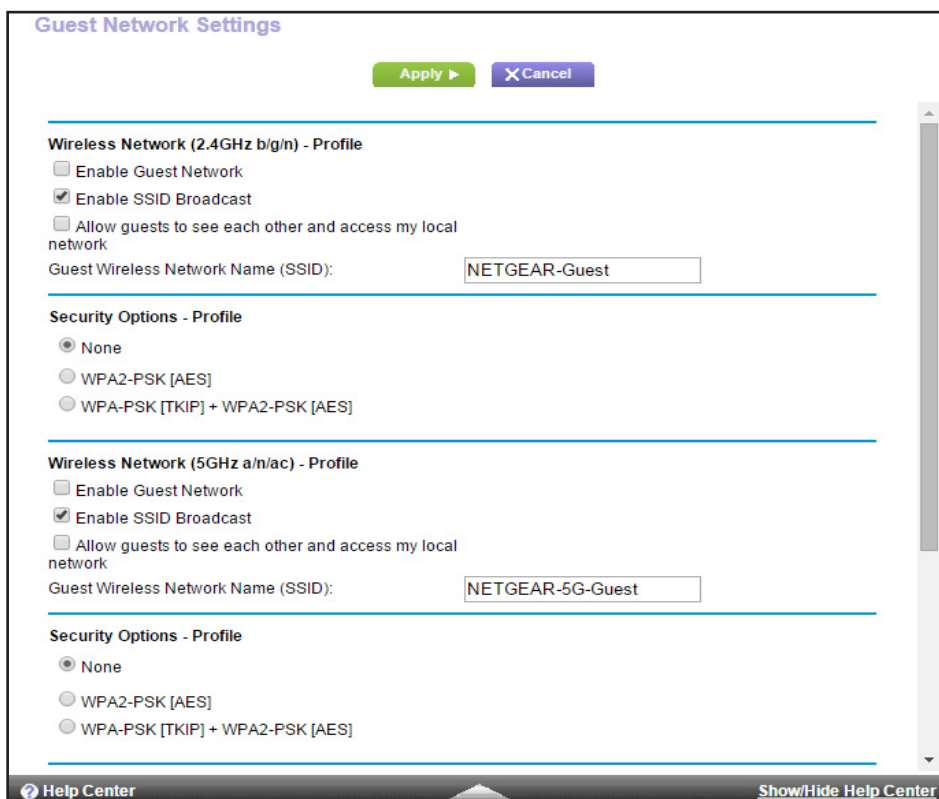 Guest Network Settings
Apply ▶
X Cancel
Wireless Network (2.4GHz b/g/n) - Profile
Enable Guest Network
Enable SSID Broadcast
Allow guests to see each other and access my local
network
Guest Wireless Network Name (SSID):
NETGEAR-Guest
Security Options - Profile
None
WPA2-PSK [AES]
WPA-PSK [TKIP] + WPA2-PSK [AES]
Wireless Network (5GHz a/n/ac) - Profile
Enable Guest Network
Enable SSID Broadcast
Allow guests to see each other and access my local
network
Guest Wireless Network Name (SSID):
NETGEAR-5G-Guest
Security Options - Profile
None
WPA2-PSK [AES]
WPA-PSK [TKIP] + WPA2-PSK [AES]
? Help Center
Show/Hide Help Center